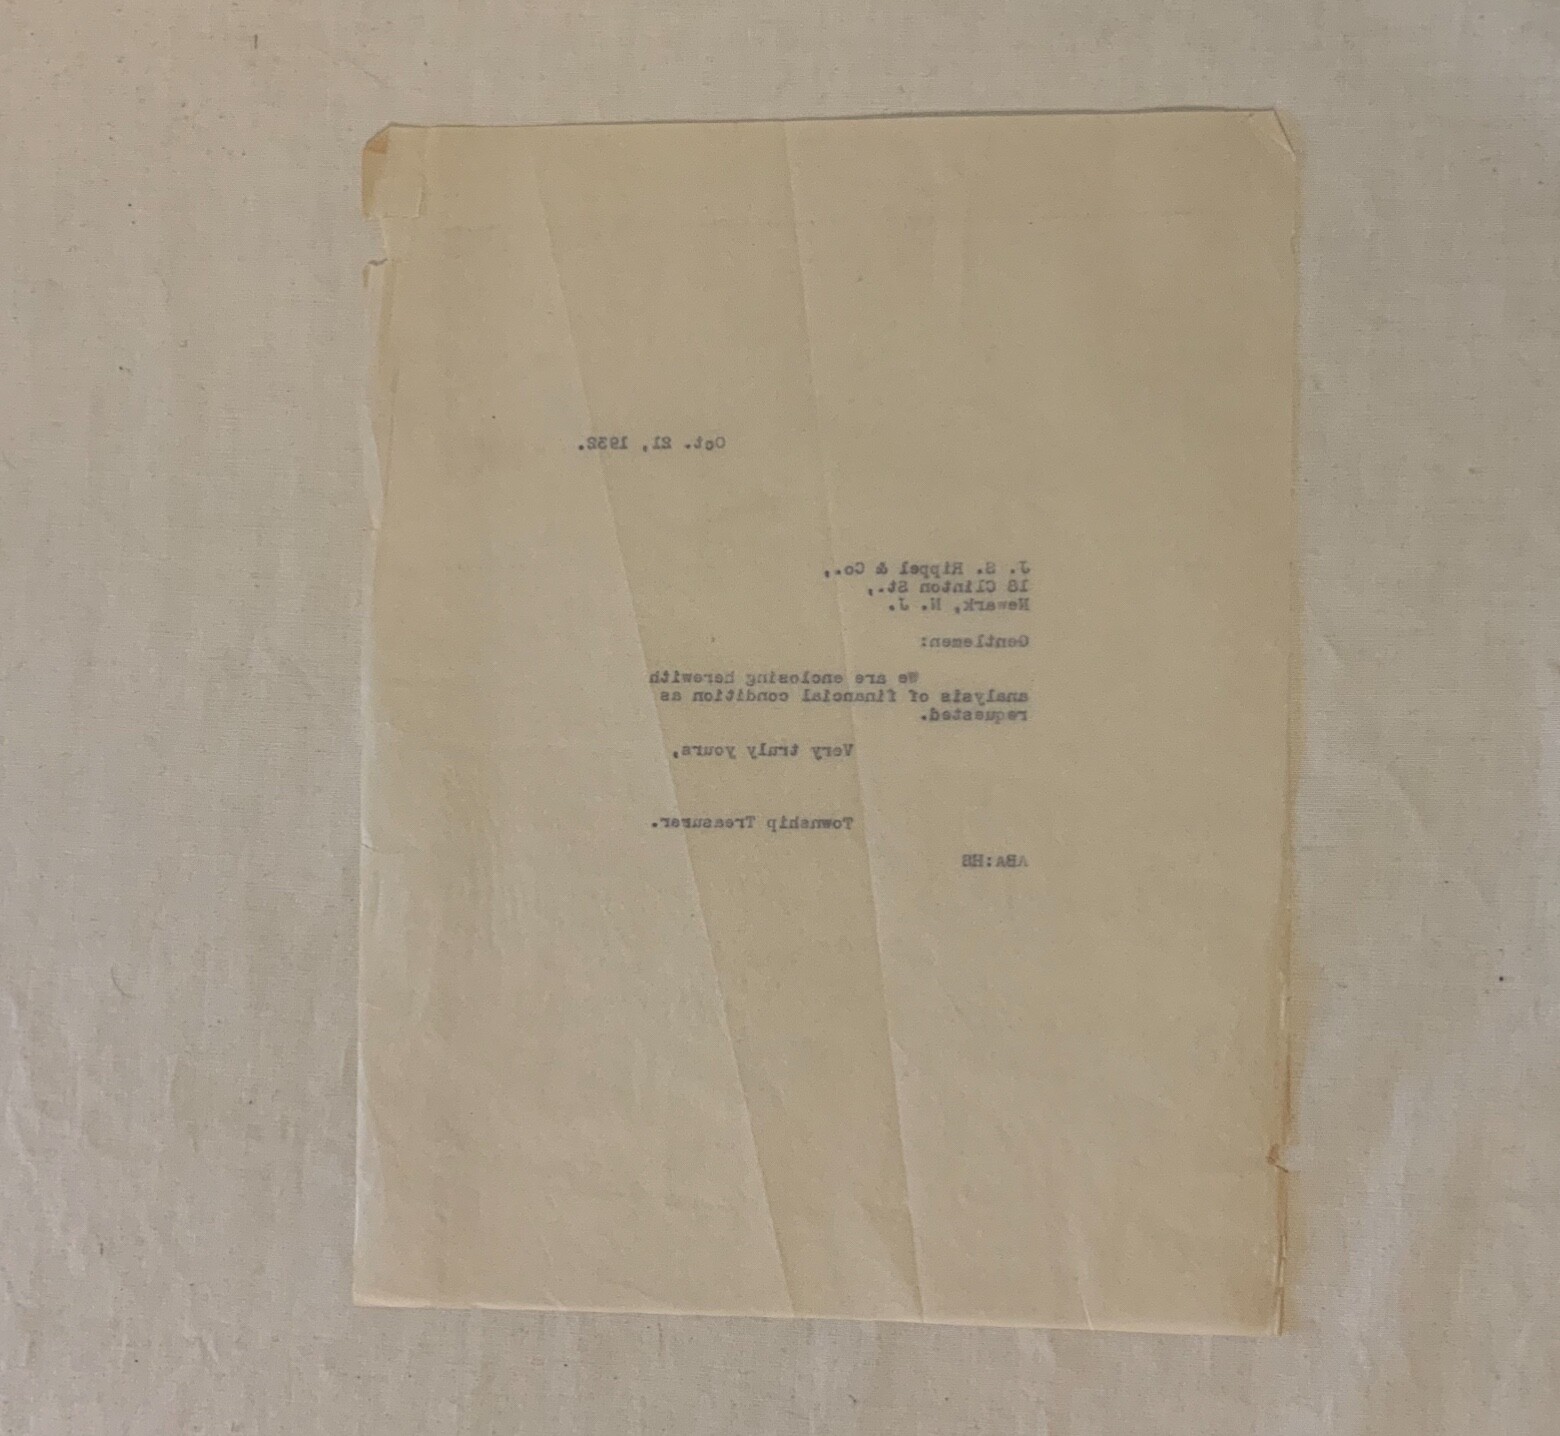 Oct. 21, 1932.
J. S. Rippel & Co.,
18 Clinton St.,
Newark, N. J.
Gentlemen:
We are enclosing herewith
analysis of financial condition as
requested.
Very truly yours,
Township Treasurer.
ABA:HS